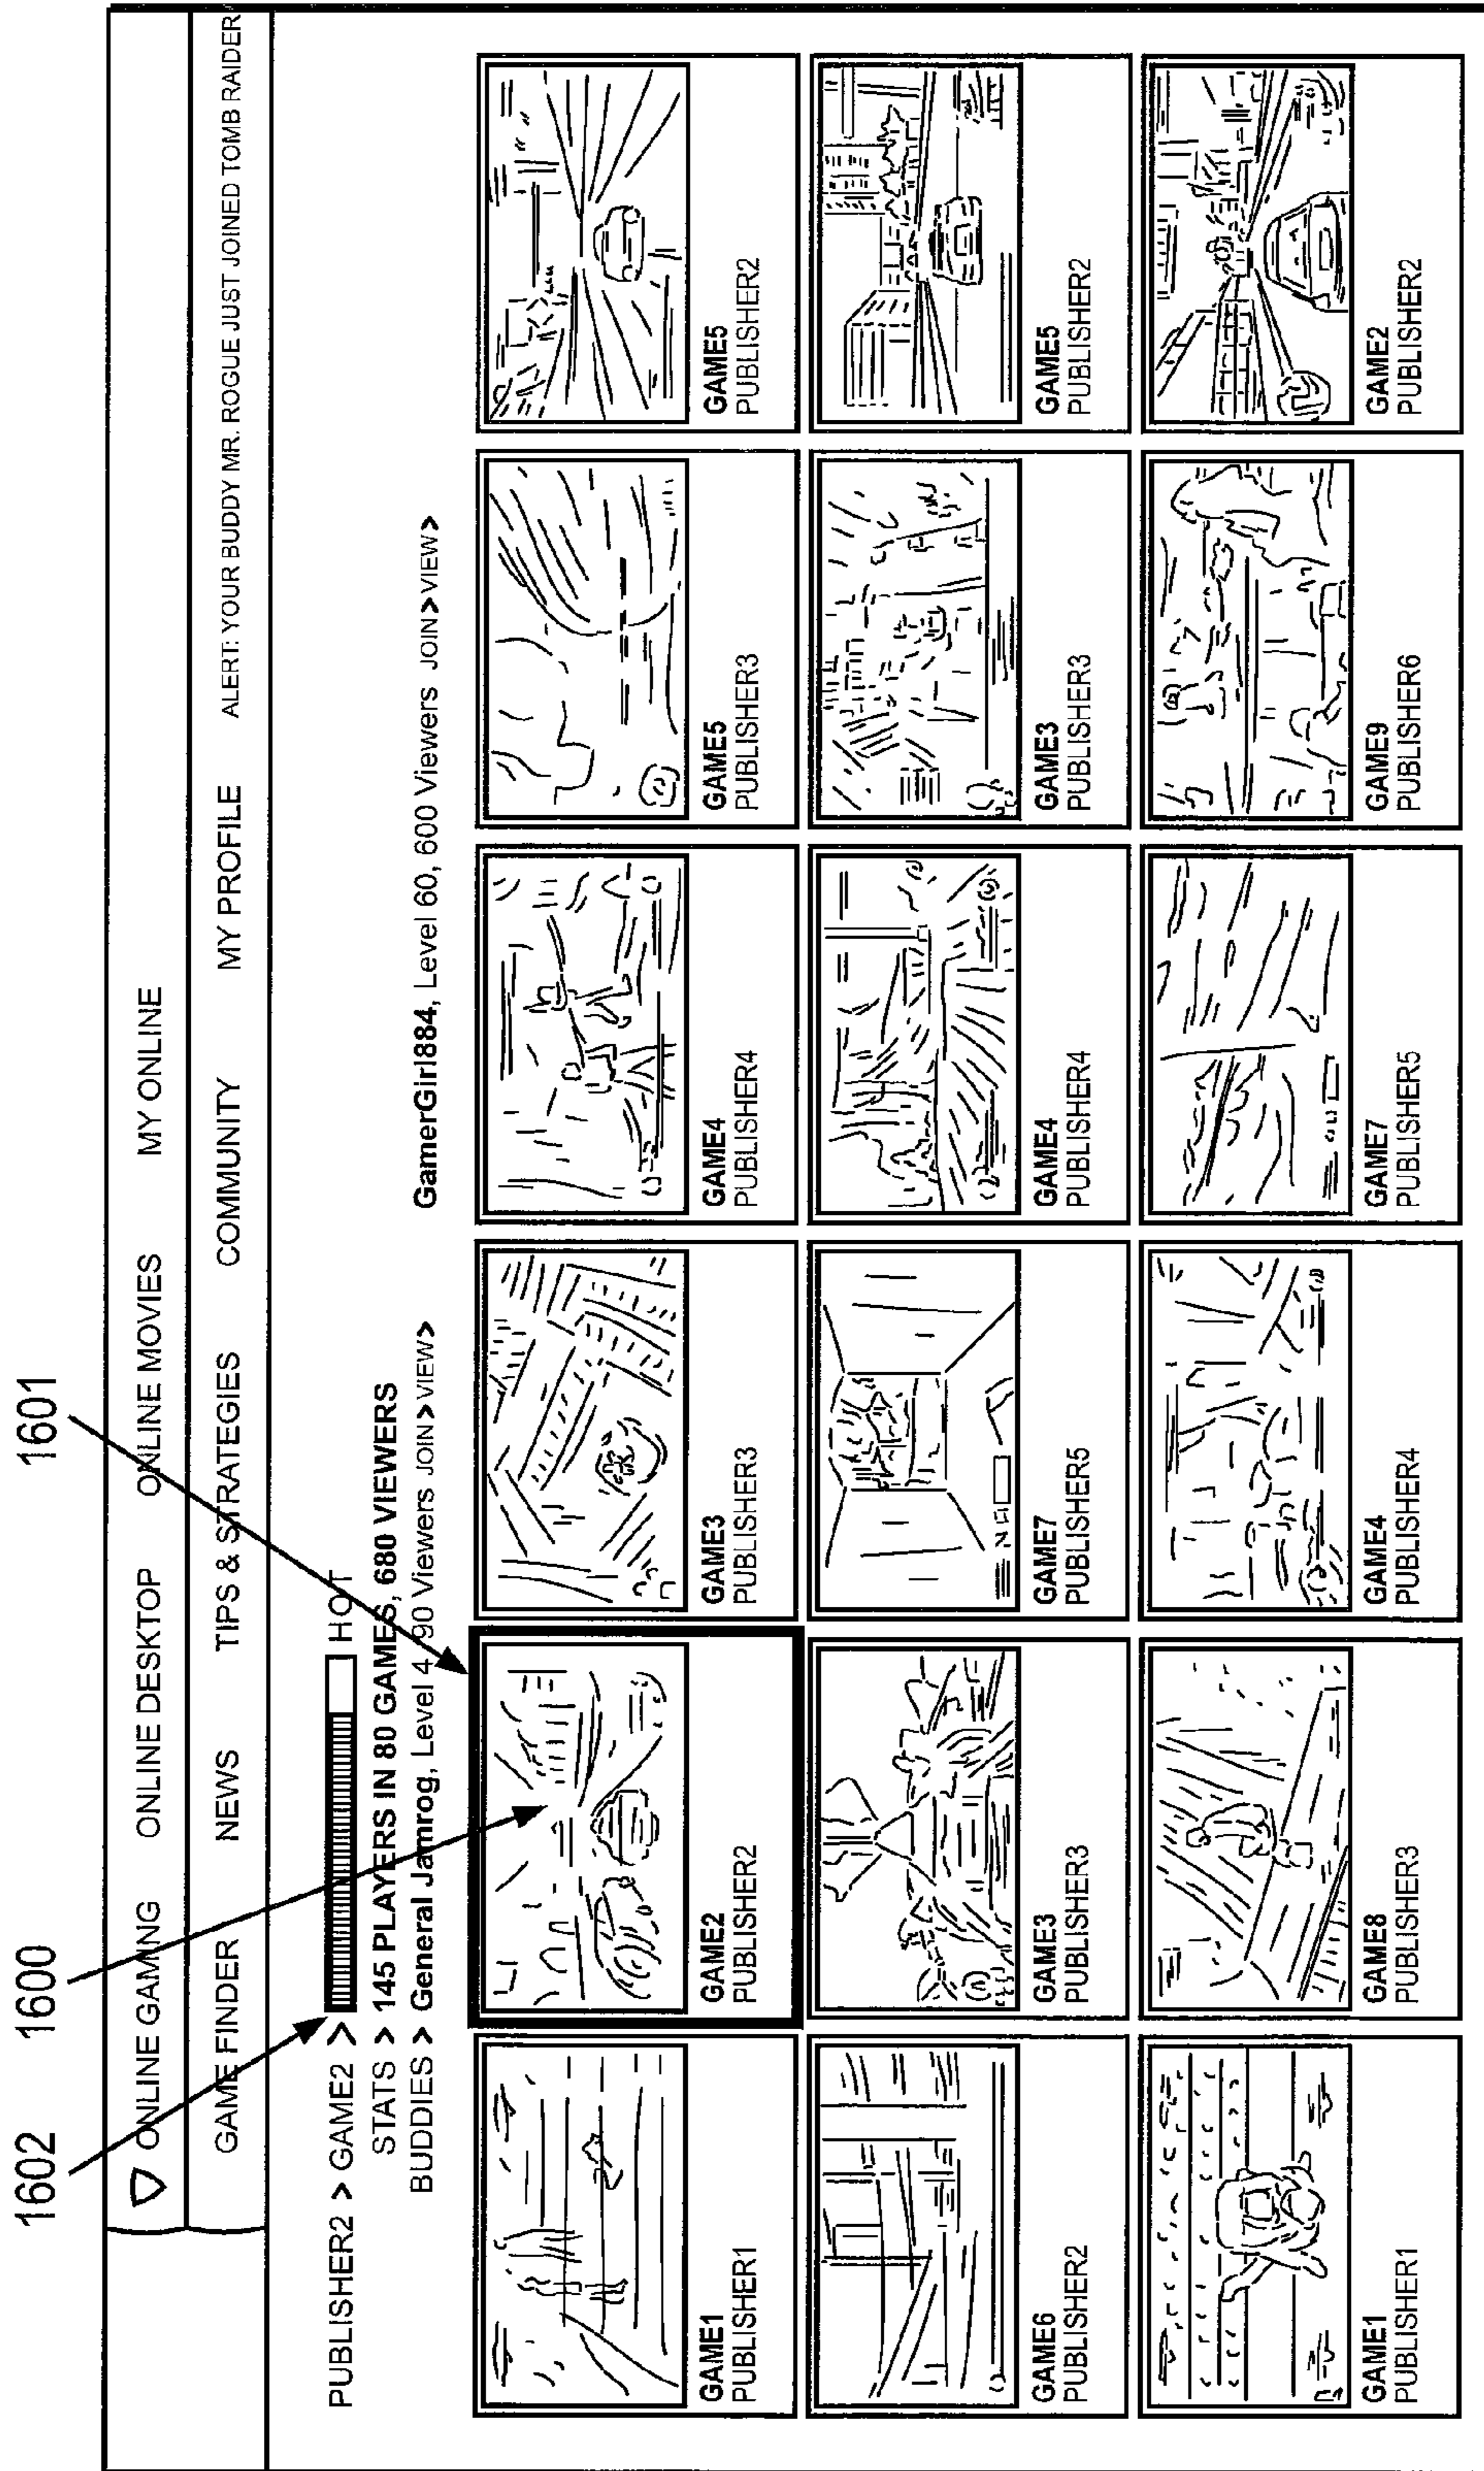 1602 1600 1601
ONLINE GAMING ONLINE DESKTOP ONLINE MOVIES MY ONLINE
GAME FINDER NEWS TIPS & STRATEGIES COMMUNITY MY PROFILE ALERT: YOUR BUDDY MR. ROGUE JUST JOINED TOMB RAIDER
PUBLISHER2 > GAME2 > HOT
STATS > 145 PLAYERS IN 80 GAMES, 680 VIEWERS
BUDDIES > General Jamrog, Level 4, 90 Viewers JOIN>VIEW> GamerGirl884, Level 60, 600 Viewers JOIN>VIEW>
GAME1 GAME2 GAME3 GAME4 GAME5 GAME5
PUBLISHER1 PUBLISHER2 PUBLISHER3 PUBLISHER4 PUBLISHER3 PUBLISHER2
GAME6 GAME3 GAME7 GAME4 GAME3 GAME5
PUBLISHER2 PUBLISHER3 PUBLISHER5 PUBLISHER4 PUBLISHER3 PUBLISHER2
GAME1 GAME8 GAME4 GAME7 GAME9 GAME2
PUBLISHER1 PUBLISHER3 PUBLISHER4 PUBLISHER5 PUBLISHER6 PUBLISHER2